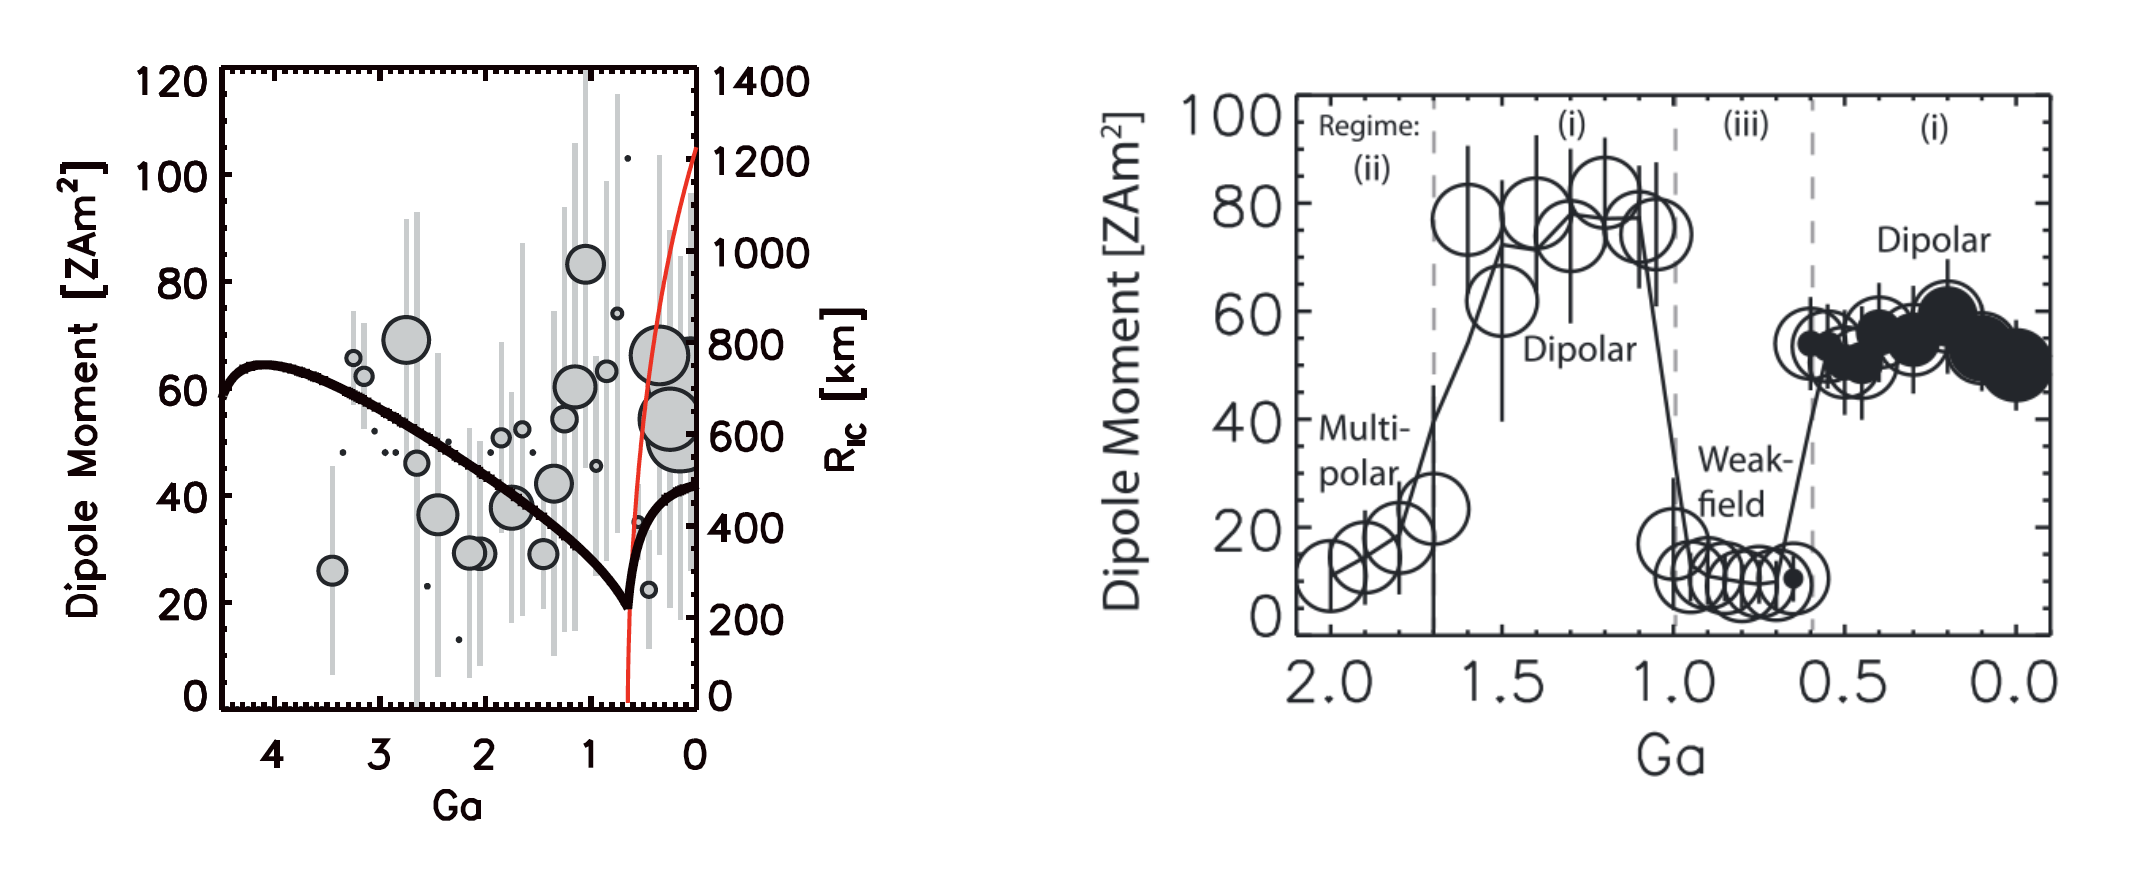 120
100
80
60
40
20
0
Dipole Moment [ZAm²]
1400
1200
1000
800
600
400
200
0
R_IC [km]
4 3 2 1 0
Ga
100
80
60
40
20
0
Dipole Moment [ZAm²]
Regime:
(ii)
(i)
(iii)
(i)
Dipolar
Dipolar
Multi-
polar
Weak-
field
2.0 1.5 1.0 0.5 0.0
Ga